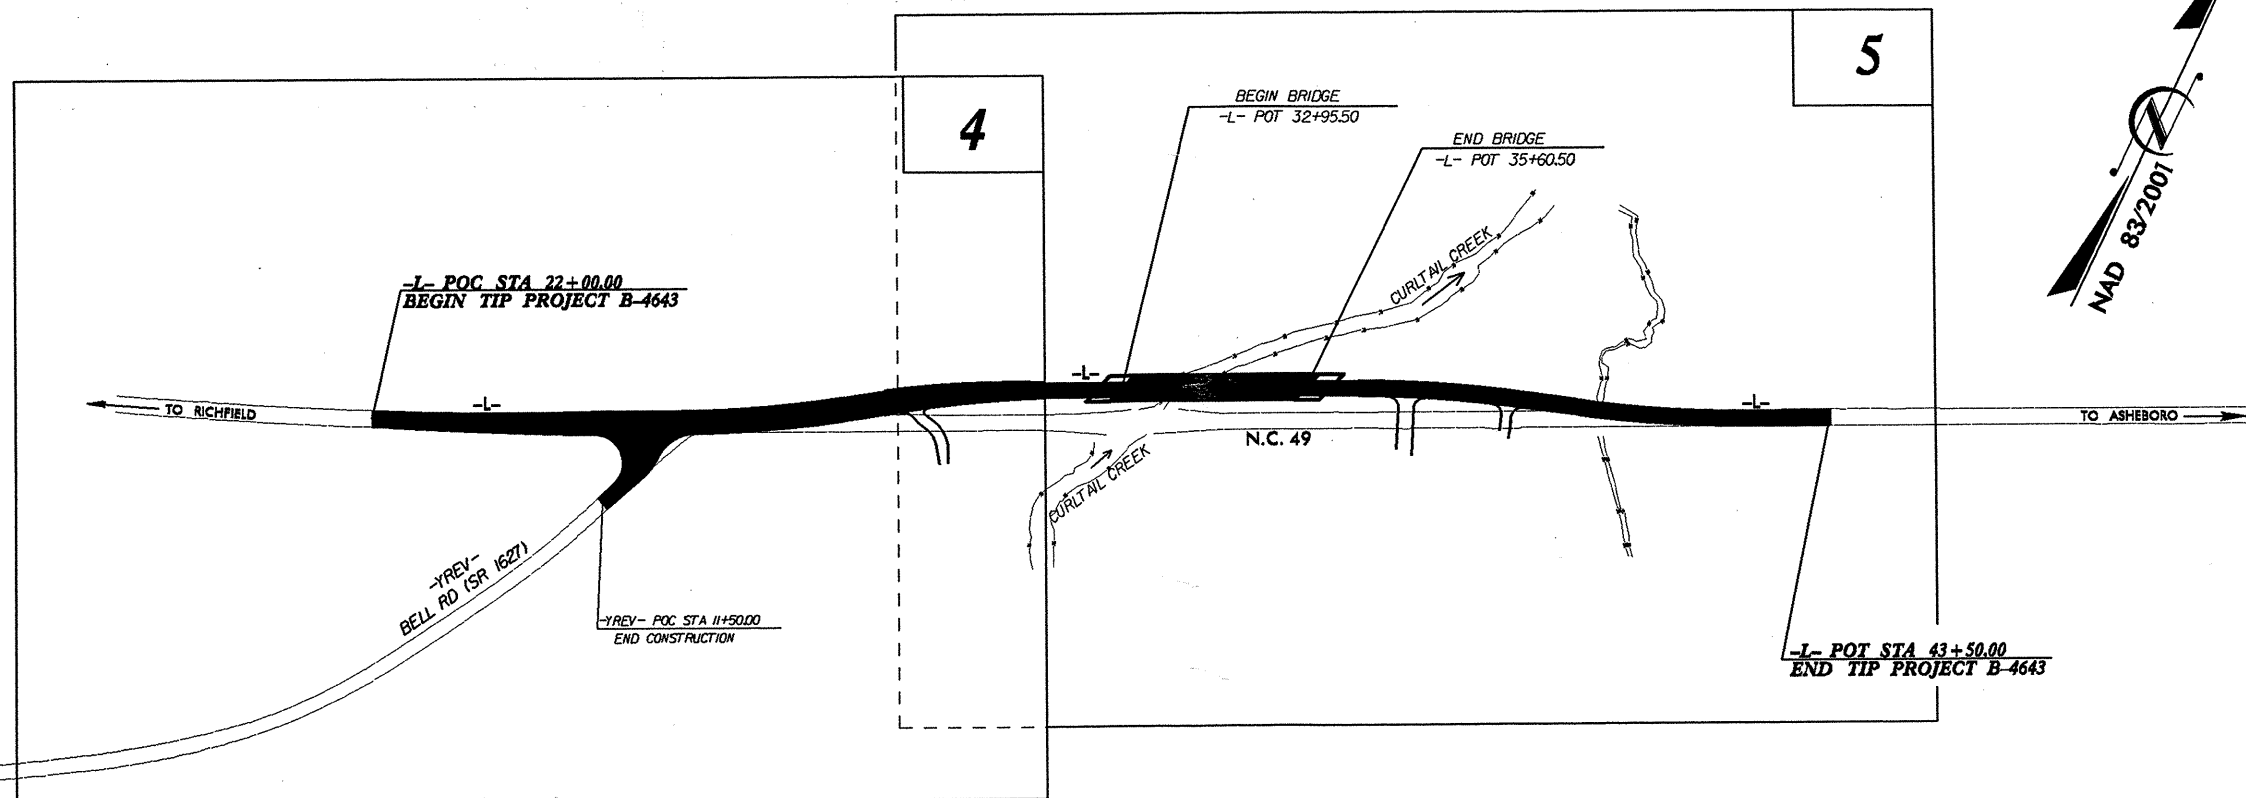 5
4
BEGIN BRIDGE
-L- POT 32+95.50
END BRIDGE
-L- POT 35+60.50
NAD 83/2001
CURLTAIL CREEK
-L- POC STA 22+00.00
BEGIN TIP PROJECT B-4643
-L-
TO RICHFIELD
-L-
-L-
TO ASHEBORO
N.C. 49
CURLTAIL CREEK
-YREV-
BELL RD (SR 1627)
-YREV- POC STA 11+50.00
END CONSTRUCTION
-L- POT STA 43+50.00
END TIP PROJECT B-4643